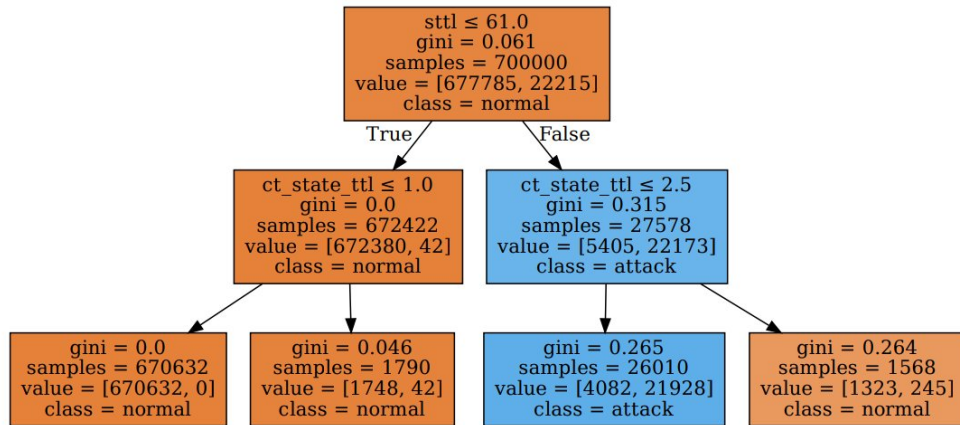 sttl ≤ 61.0
gini = 0.061
samples = 700000
value = [677785, 22215]
class = normal
True
False
ct_state_ttl ≤ 1.0
gini = 0.0
samples = 672422
value = [672380, 42]
class = normal
ct_state_ttl ≤ 2.5
gini = 0.315
samples = 27578
value = [5405, 22173]
class = attack
gini = 0.0
samples = 670632
value = [670632, 0]
class = normal
gini = 0.046
samples = 1790
value = [1748, 42]
class = normal
gini = 0.265
samples = 26010
value = [4082, 21928]
class = attack
gini = 0.264
samples = 1568
value = [1323, 245]
class = normal